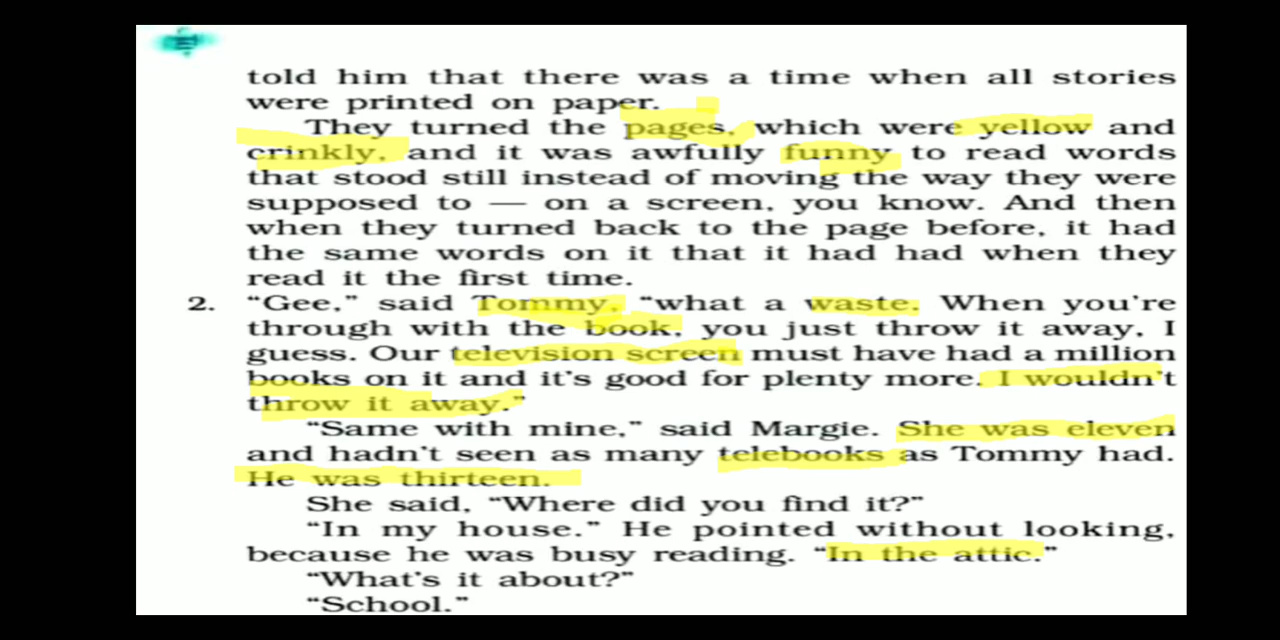 told him that there was a time when all stories
were printed on paper.
They turned the pages, which were yellow and
crinkly, and it was awfully funny to read words
that stood still instead of moving the way they were
supposed to — on a screen, you know. And then
when they turned back to the page before, it had
the same words on it that it had had when they
read it the first time.
2. “Gee,” said Tommy, “what a waste. When you’re
through with the book, you just throw it away, I
guess. Our television screen must have had a million
books on it and it’s good for plenty more. I wouldn’t
throw it away.”
“Same with mine,” said Margie. She was eleven
and hadn’t seen as many telebooks as Tommy had.
He was thirteen.
She said, “Where did you find it?”
“In my house.” He pointed without looking,
because he was busy reading. “In the attic.”
“What’s it about?”
“School.”